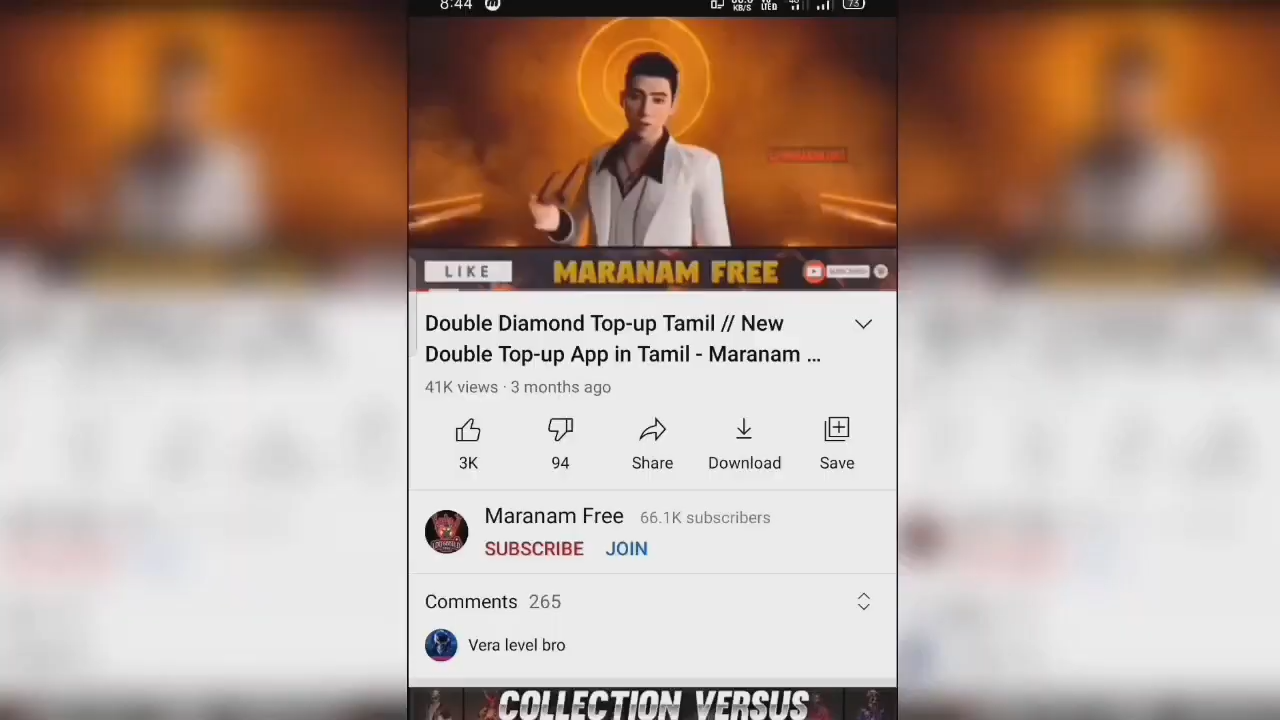 8:44
KB/S
73
LIKE
MARANAM FREE
Double Diamond Top-up Tamil // New
Double Top-up App in Tamil - Maranam ...
41K views · 3 months ago
3K
94
Share
Download
Save
Maranam Free 66.1K subscribers
SUBSCRIBE JOIN
Comments 265
Vera level bro
COLLECTION VERSUS